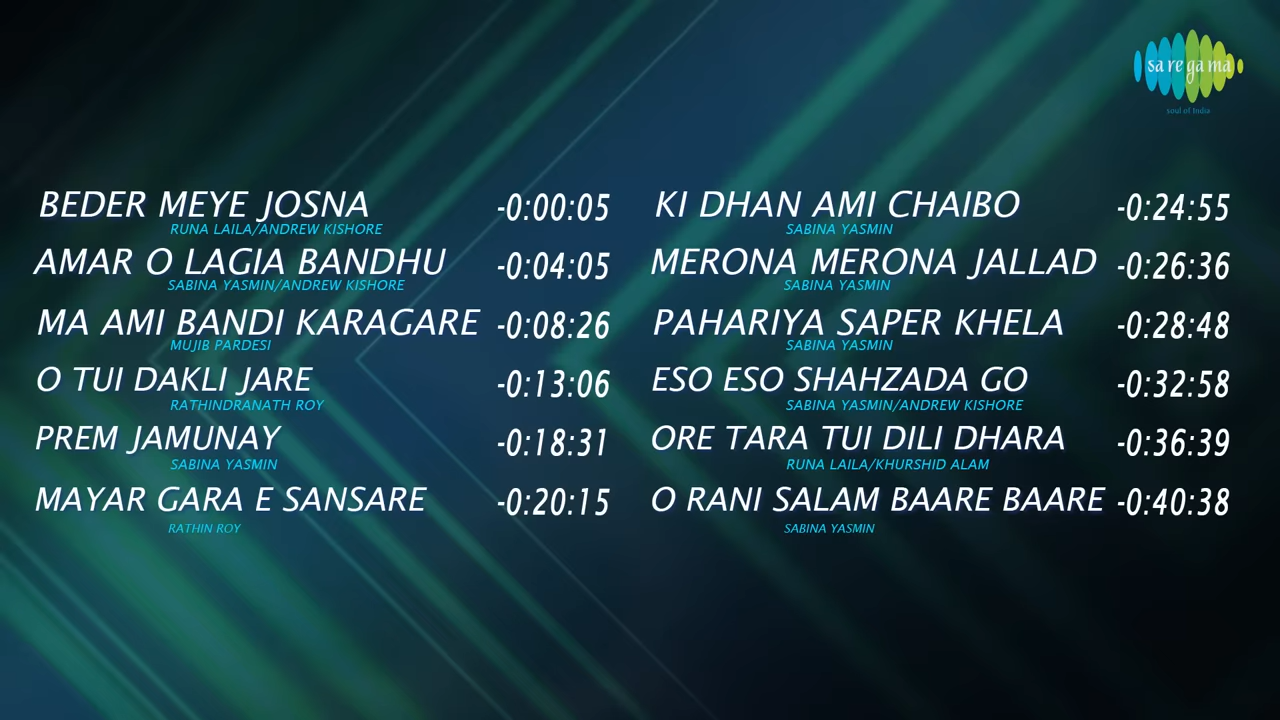 sa re ga ma
soul of India
BEDER MEYE JOSNA -0:00:05
RUNA LAILA/ANDREW KISHORE
AMAR O LAGIA BANDHU -0:04:05
SABINA YASMIN/ANDREW KISHORE
MA AMI BANDI KARAGARE -0:08:26
MUJIB PARDESI
O TUI DAKLI JARE -0:13:06
RATHINDRANATH ROY
PREM JAMUNAY -0:18:31
SABINA YASMIN
MAYAR GARA E SANSARE -0:20:15
RATHIN ROY
KI DHAN AMI CHAIBO -0:24:55
SABINA YASMIN
MERONA MERONA JALLAD -0:26:36
SABINA YASMIN
PAHARIYA SAPER KHELA -0:28:48
SABINA YASMIN
ESO ESO SHAHZADA GO -0:32:58
SABINA YASMIN/ANDREW KISHORE
ORE TARA TUI DILI DHARA -0:36:39
RUNA LAILA/KHURSHID ALAM
O RANI SALAM BAARE BAARE -0:40:38
SABINA YASMIN